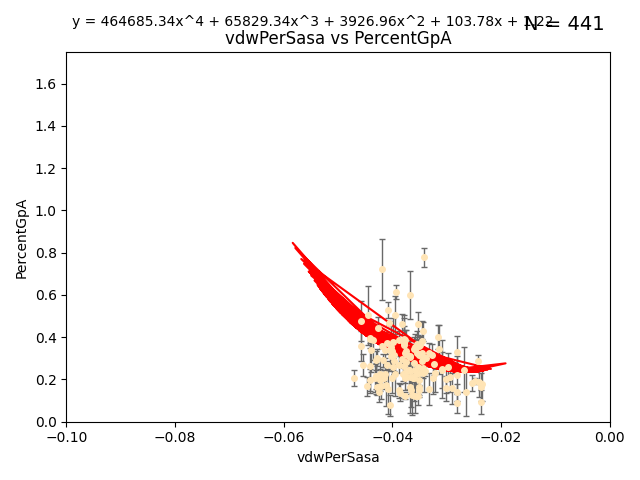 y = 464685.34x^4 + 65829.34x^3 + 3926.96x^2 + 103.78x +
N = 441
vdwPerSasa vs PercentGpA
PercentGpA
1.6
1.4
1.2
1.0
0.8
0.6
0.4
0.2
0.0
−0.10 −0.08 −0.06 −0.04 −0.02 0.00
vdwPerSasa